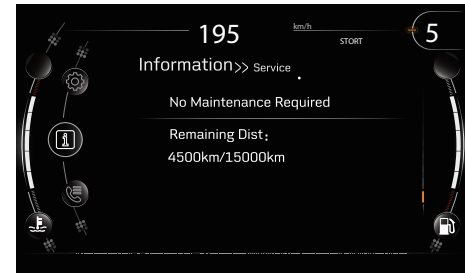 195
km/h
STORT
5
Information>> Service
No Maintenance Required
Remaining Dist:
4500km/15000km